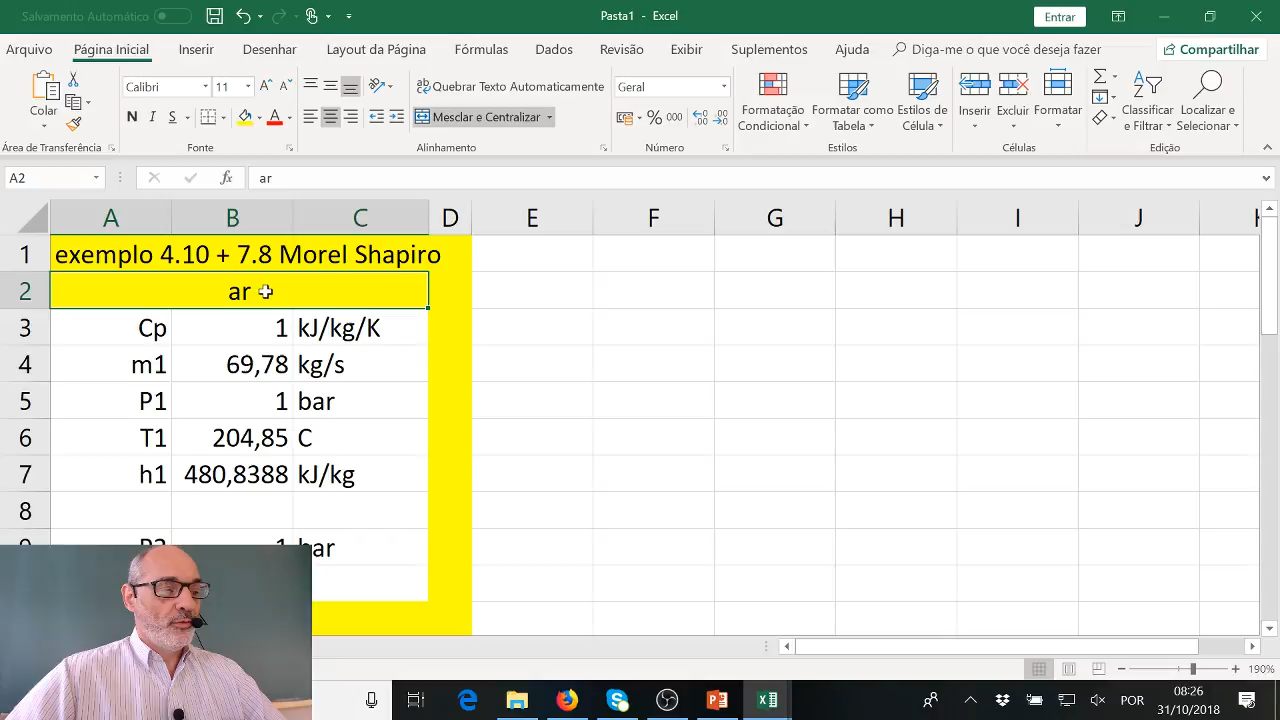 Salvamento Automático
Pasta1 - Excel
Entrar
Arquivo Página Inicial Inserir Desenhar Layout da Página Fórmulas Dados Revisão Exibir Suplementos Ajuda Diga-me o que você deseja fazer Compartilhar
Colar
Área de Transferência
Calibri 11
N I S
Fonte
Quebrar Texto Automaticamente
Mesclar e Centralizar
Alinhamento
Geral
% 000
Número
Formatação Condicional
Formatar como Tabela
Estilos de Célula
Estilos
Inserir
Excluir
Formatar
Células
Classificar e Filtrar
Localizar e Selecionar
Edição
A2 fx ar
A B C D E F G H I J
1 exemplo 4.10 + 7.8 Morel Shapiro
2 ar
3 Cp 1 kJ/kg/K
4 m1 69,78 kg/s
5 P1 1 bar
6 T1 204,85 C
7 h1 480,8388 kJ/kg
8
bar
190%
POR
08:26
31/10/2018